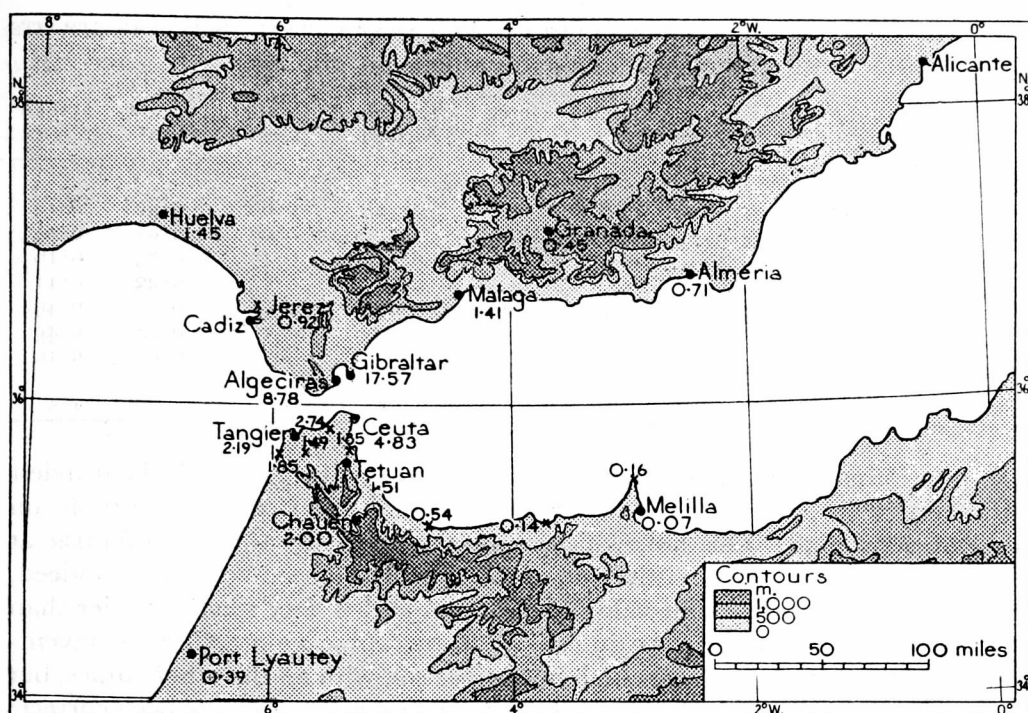 8° 6° 4° 2°W. 0°
N. 38° N. 38°
Alicante
Huelva
1·45
Granada
0·45
Almeria
0·71
Malaga
1·41
Jerez
0·92
Cadiz
Gibraltar
17·57
Algeciras
8·78
36° 36°
2·74
Tangier
2·19
1·49
1·65
Ceuta
4·83
1·85
Tetuan
1·51
0·16
Melilla
0·07
0·54
0·14
Chauen
2·00
Contours
m.
1,000
500
0
0 50 100 miles
Port Lyautey
0·39
34° 34°
6° 4° 2°W. 0°